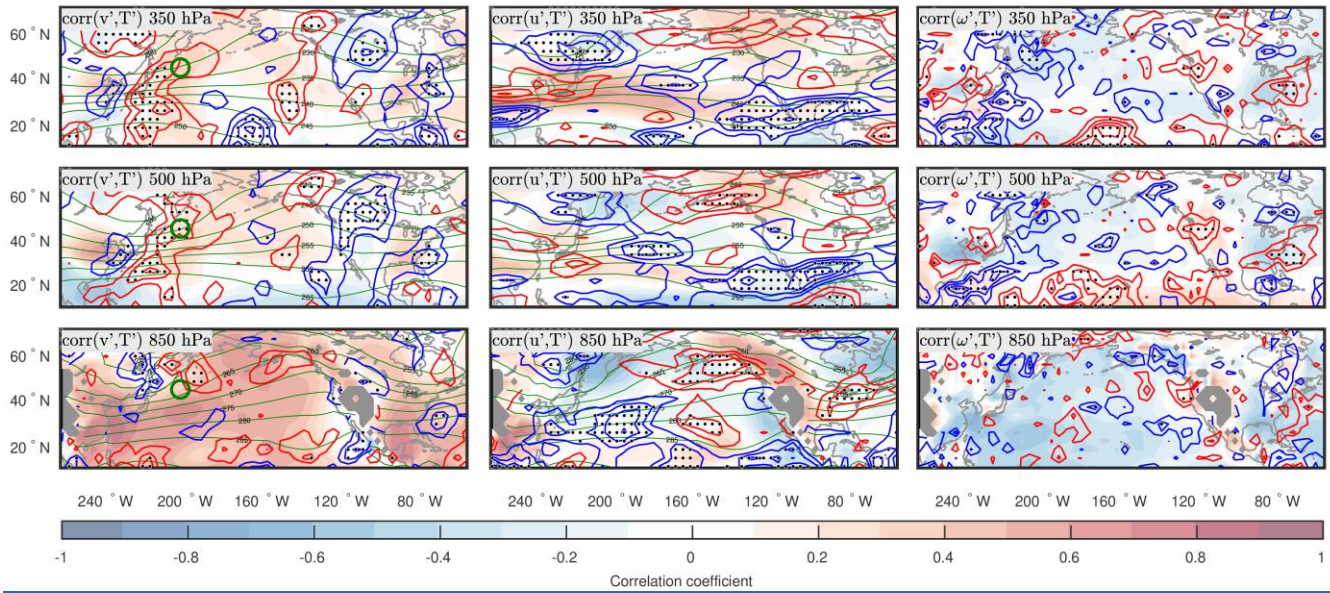 corr(v',T') 350 hPa
corr(u',T') 350 hPa
corr(ω',T') 350 hPa
60 ° N
40 ° N
20 ° N
corr(v',T') 500 hPa
corr(u',T') 500 hPa
corr(ω',T') 500 hPa
60 ° N
40 ° N
20 ° N
corr(v',T') 850 hPa
corr(u',T') 850 hPa
corr(ω',T') 850 hPa
60 ° N
40 ° N
20 ° N
240 ° W 200 ° W 160 ° W 120 ° W 80 ° W
240 ° W 200 ° W 160 ° W 120 ° W 80 ° W
240 ° W 200 ° W 160 ° W 120 ° W 80 ° W
-1 -0.8 -0.6 -0.4 -0.2 0 0.2 0.4 0.6 0.8 1
Correlation coefficient